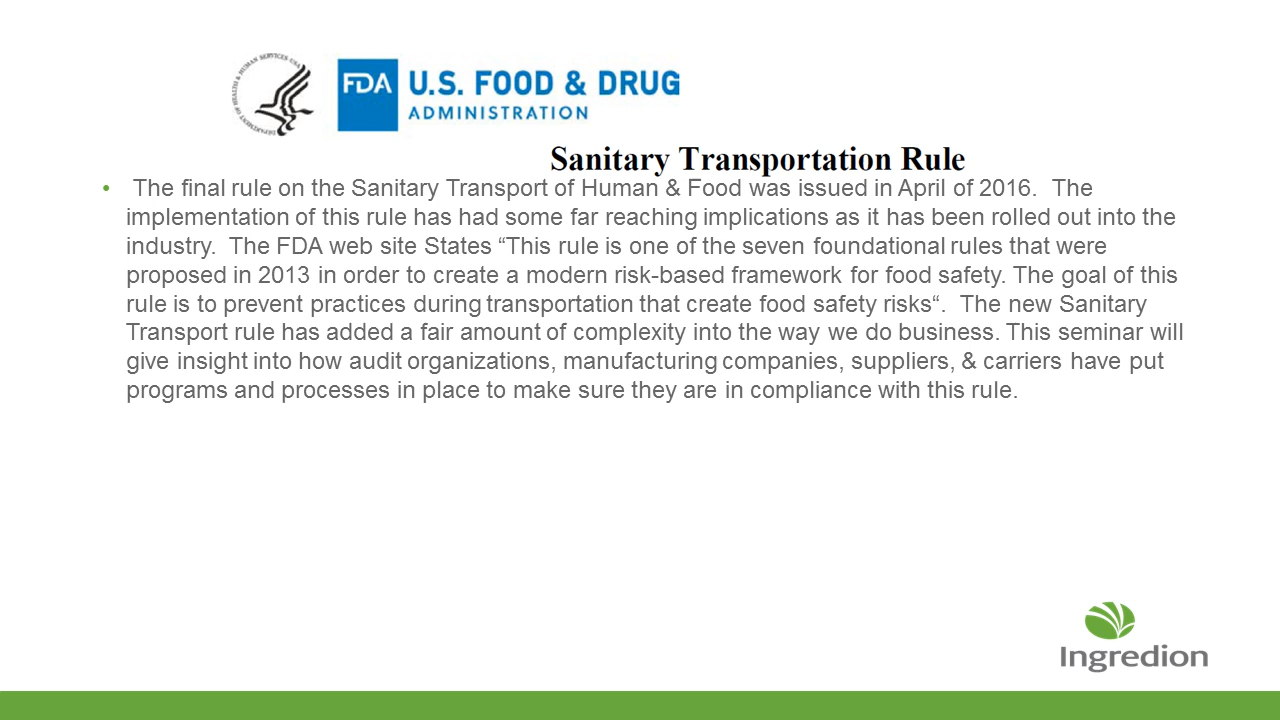 DEPARTMENT OF HEALTH & HUMAN SERVICES·USA
FDA U.S. FOOD & DRUG
ADMINISTRATION
Sanitary Transportation Rule
• The final rule on the Sanitary Transport of Human & Food was issued in April of 2016. The
implementation of this rule has had some far reaching implications as it has been rolled out into the
industry. The FDA web site States “This rule is one of the seven foundational rules that were
proposed in 2013 in order to create a modern risk-based framework for food safety. The goal of this
rule is to prevent practices during transportation that create food safety risks“. The new Sanitary
Transport rule has added a fair amount of complexity into the way we do business. This seminar will
give insight into how audit organizations, manufacturing companies, suppliers, & carriers have put
programs and processes in place to make sure they are in compliance with this rule.
Ingredion